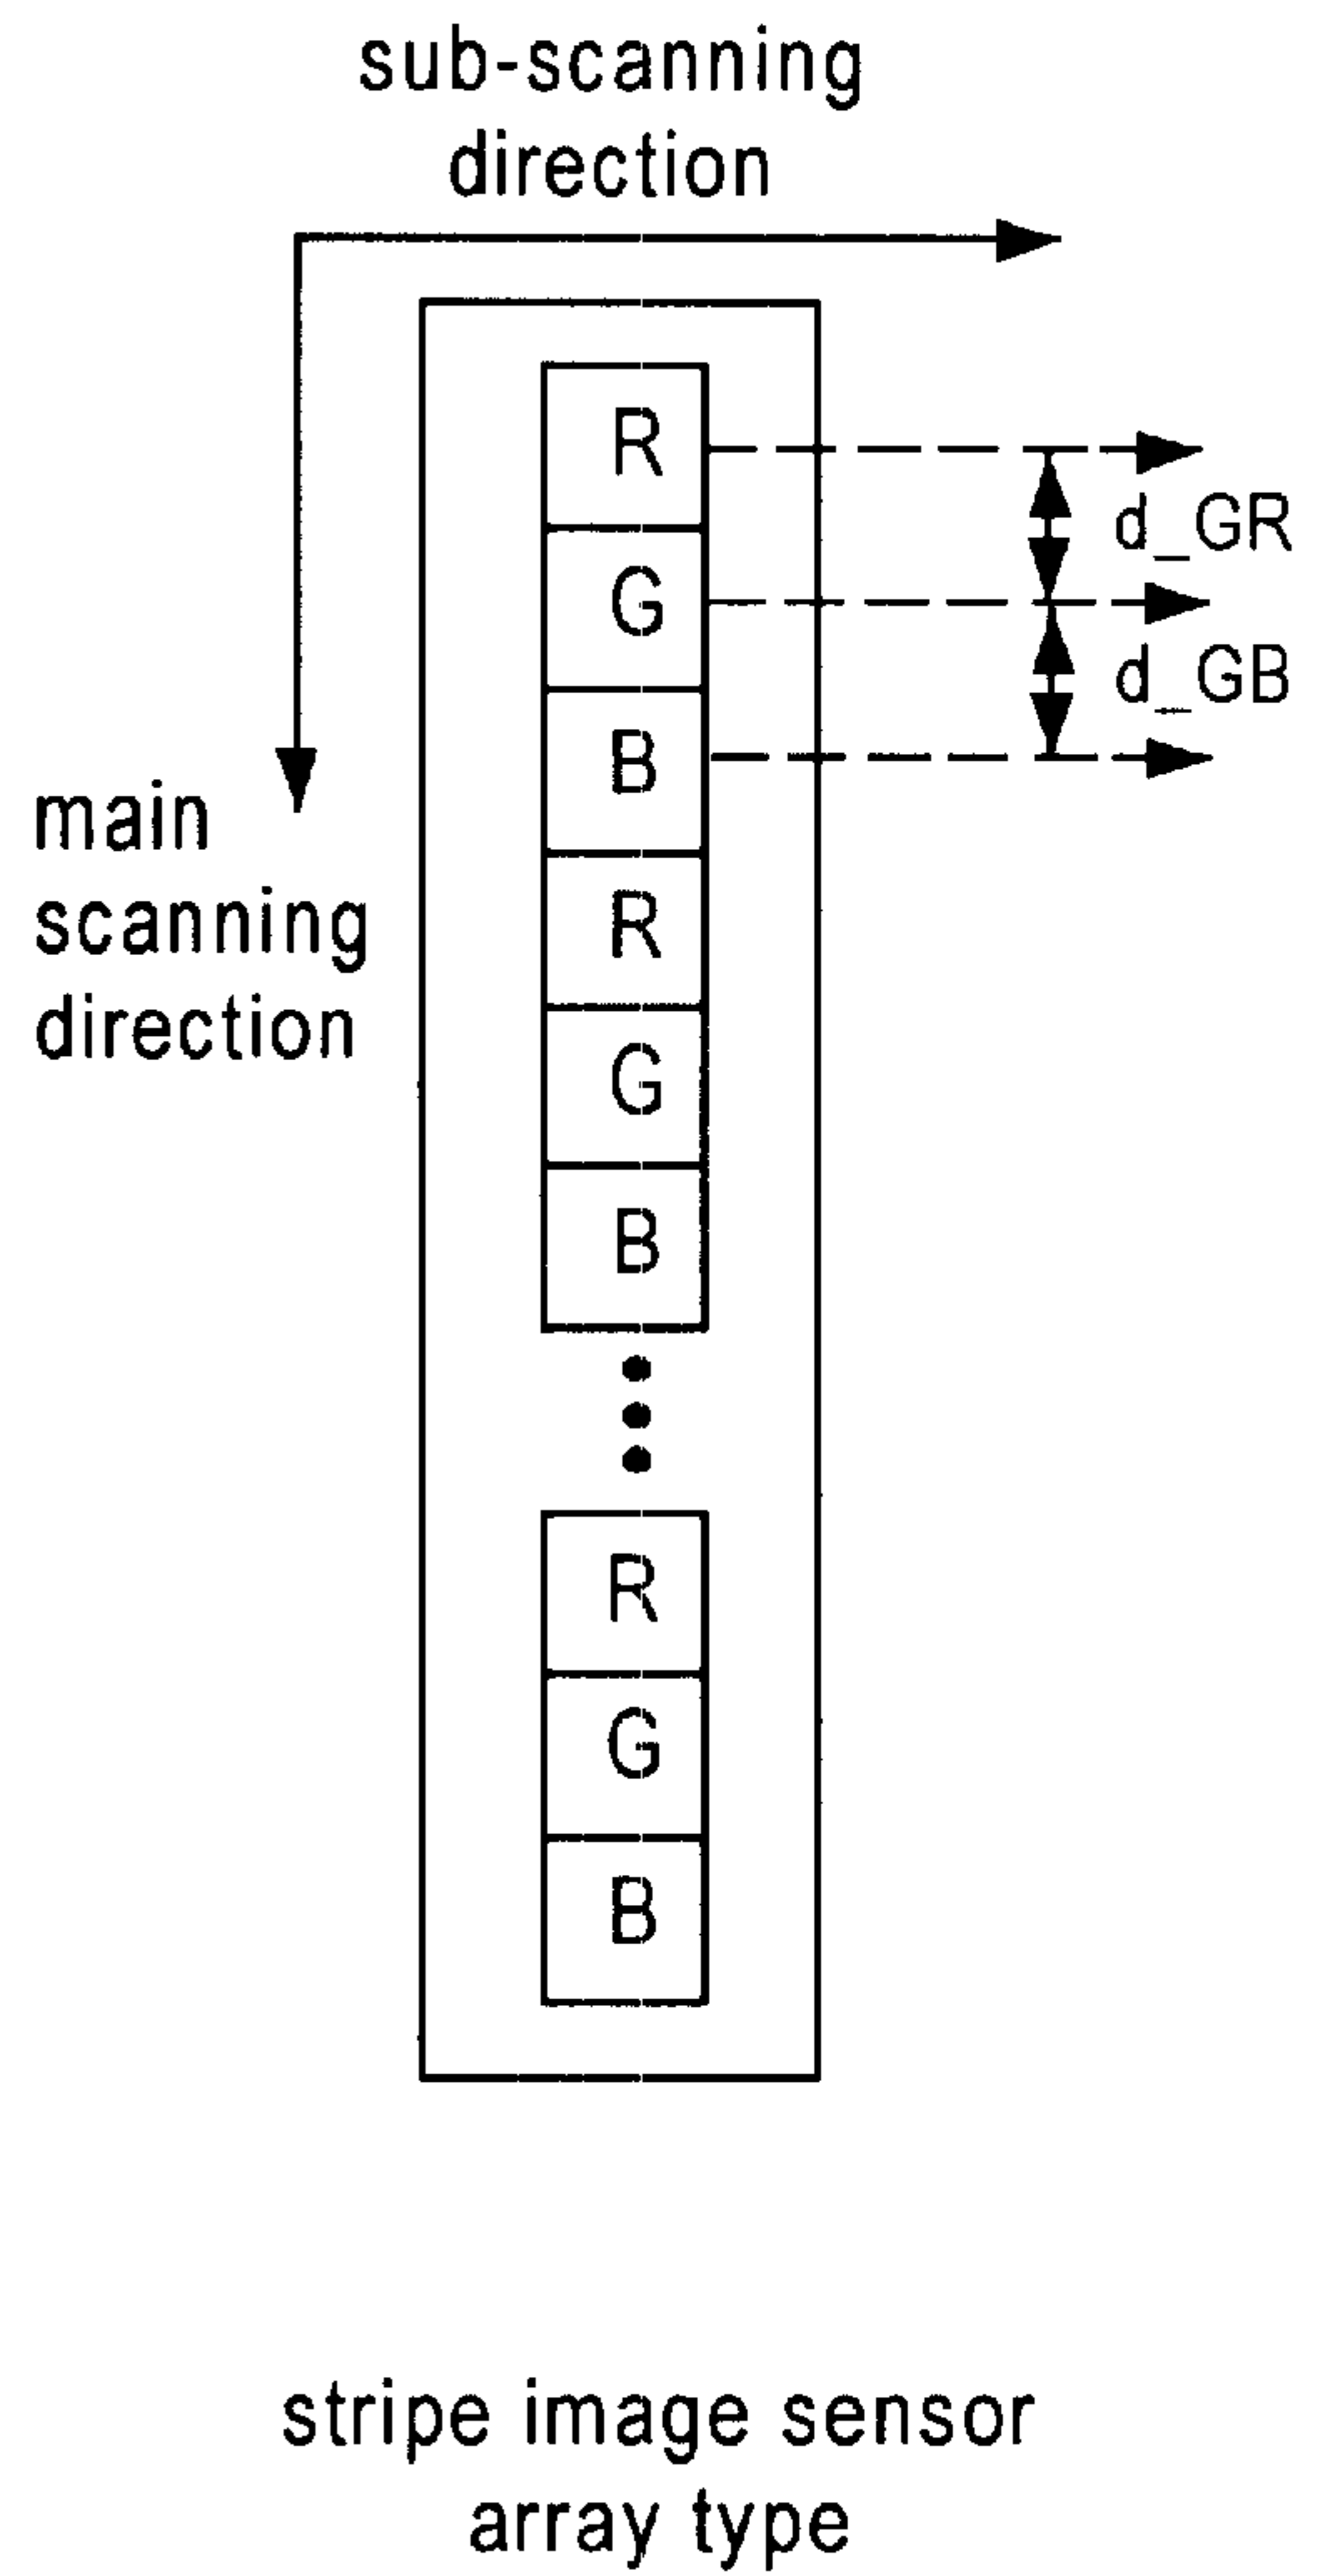 sub-scanning
direction
R
d_GR
G
d_GB
B
main
scanning
direction
R
G
B
R
G
B
stripe image sensor
array type